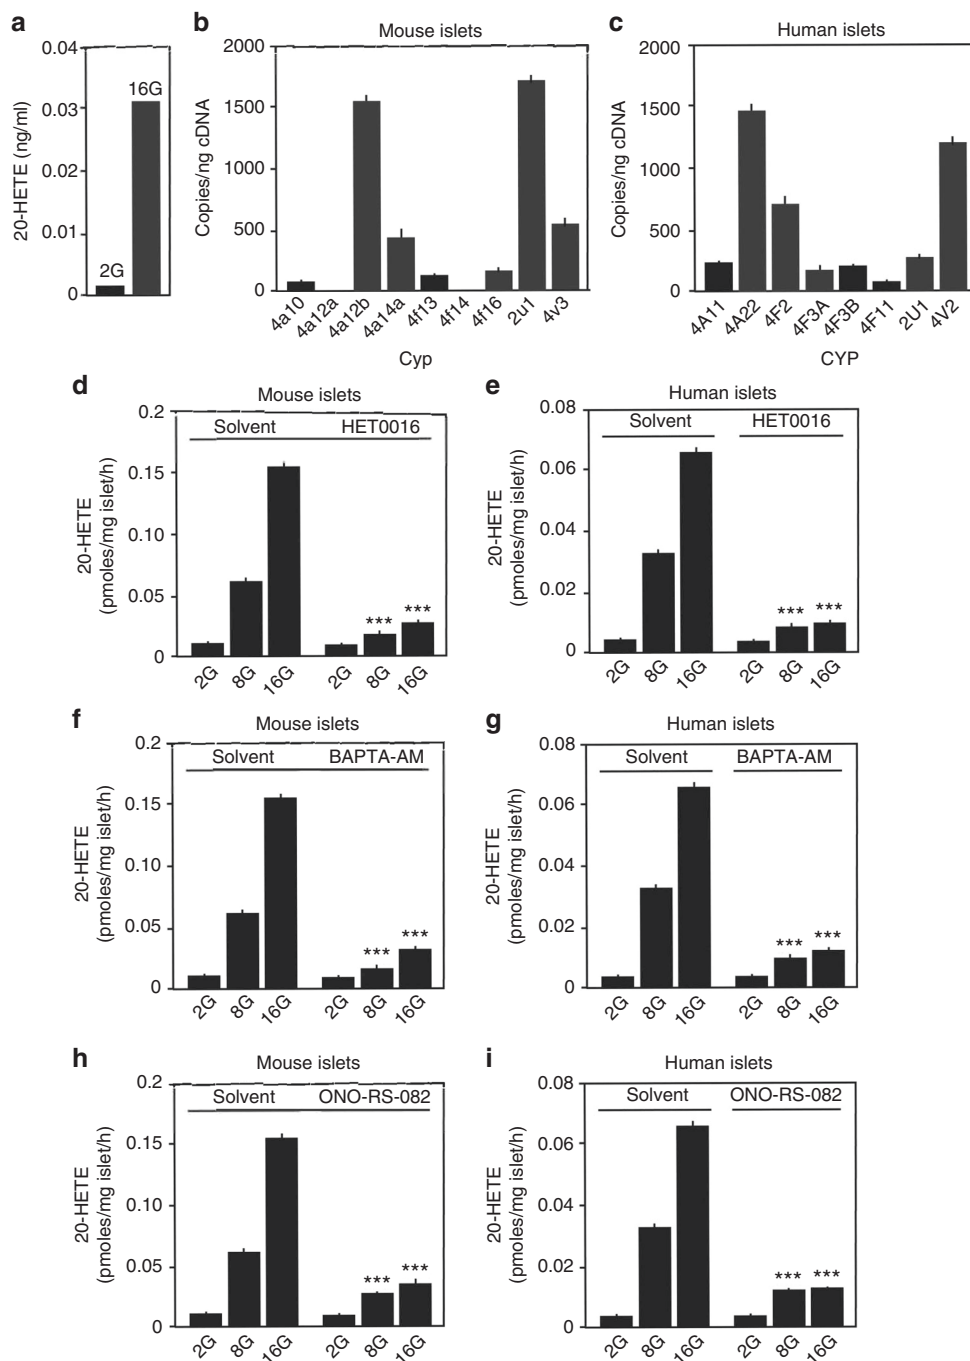 a
20-HETE (ng/ml)
0.04
0.03
0.02
0.01
0
2G
16G
b
Mouse islets
Copies/ng cDNA
2000
1500
1000
500
0
4a10
4a12a
4a12b
4a14a
4f13
4f14
4f16
2u1
4v3
Cyp
c
Human islets
Copies/ng cDNA
2000
1500
1000
500
0
4A11
4A22
4F2
4F3A
4F3B
4F11
2U1
4V2
CYP
d
Mouse islets
20-HETE
(pmoles/mg islet/h)
0.2
0.15
0.10
0.05
0
Solvent
HET0016
*** ***
2G 8G 16G 2G 8G 16G
e
Human islets
20-HETE
(pmoles/mg islet/h)
0.08
0.06
0.04
0.02
0
Solvent
HET0016
*** ***
2G 8G 16G 2G 8G 16G
f
Mouse islets
20-HETE
(pmoles/mg islet/h)
0.2
0.15
0.10
0.05
0
Solvent
BAPTA-AM
*** ***
2G 8G 16G 2G 8G 16G
g
Human islets
20-HETE
(pmoles/mg islet/h)
0.08
0.06
0.04
0.02
0
Solvent
BAPTA-AM
*** ***
2G 8G 16G 2G 8G 16G
h
Mouse islets
20-HETE
(pmoles/mg islet/h)
0.2
0.15
0.10
0.05
0
Solvent
ONO-RS-082
*** ***
2G 8G 16G 2G 8G 16G
i
Human islets
20-HETE
(pmoles/mg islet/h)
0.08
0.06
0.04
0.02
0
Solvent
ONO-RS-082
*** ***
2G 8G 16G 2G 8G 16G